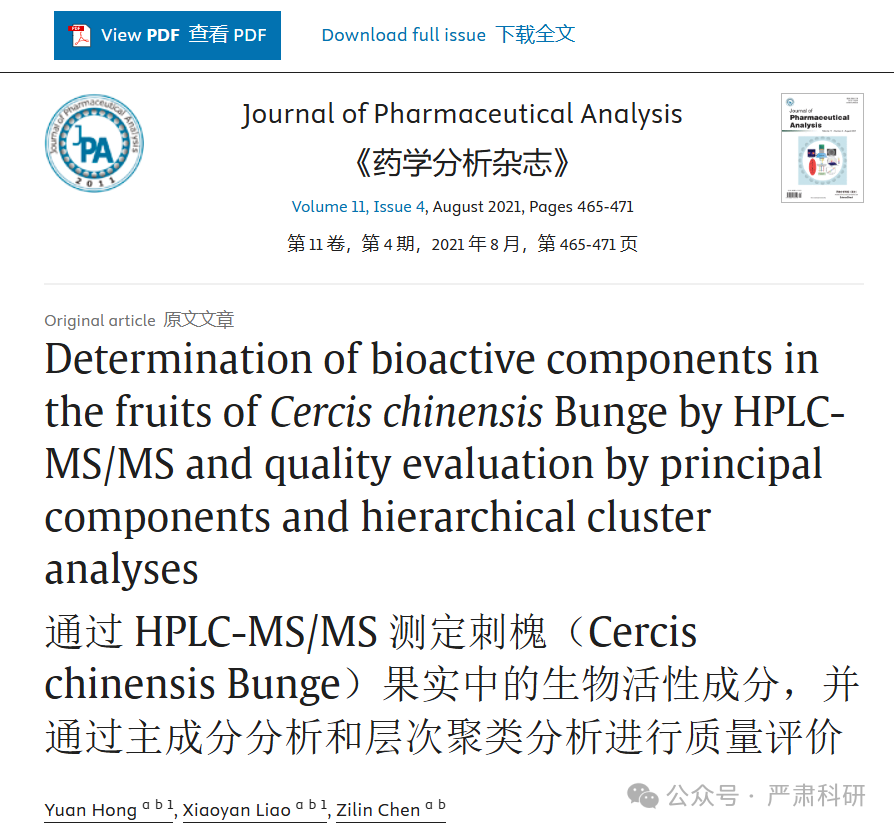 View PDF 查看 PDF
Download full issue 下载全文
Journal of Pharmaceutical Analysis
JPA
2011
Journal of Pharmaceutical Analysis
Journal of
Pharmaceutical
Analysis
《药学分析杂志》
Volume 11, Issue 4, August 2021, Pages 465-471
第 11 卷，第 4 期，2021 年 8 月，第 465-471 页
Original article 原文文章
Determination of bioactive components in
the fruits of Cercis chinensis Bunge by HPLC-
MS/MS and quality evaluation by principal
components and hierarchical cluster
analyses
通过 HPLC-MS/MS 测定刺槐（Cercis
chinensis Bunge）果实中的生物活性成分，并
通过主成分分析和层次聚类分析进行质量评价
Yuan Hong a b 1, Xiaoyan Liao a b 1, Zilin Chen a b
公众号 · 严肃科研